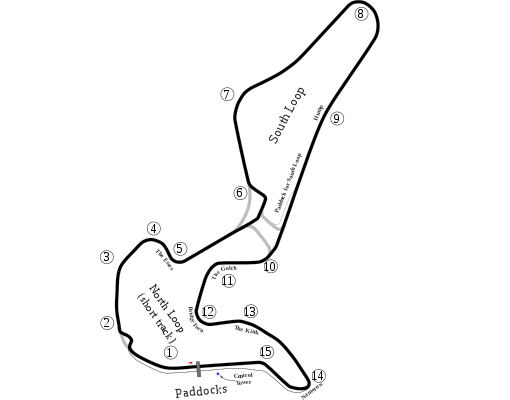 8
7
South Loop
Hump
9
Paddock for South Loop
6
4
5
The Esses
3
10
The Gulch
11
North Loop
(short track)
2
Bridge Turn
12
13
The Kink
1
15
14
Control
Tower
Paddocks